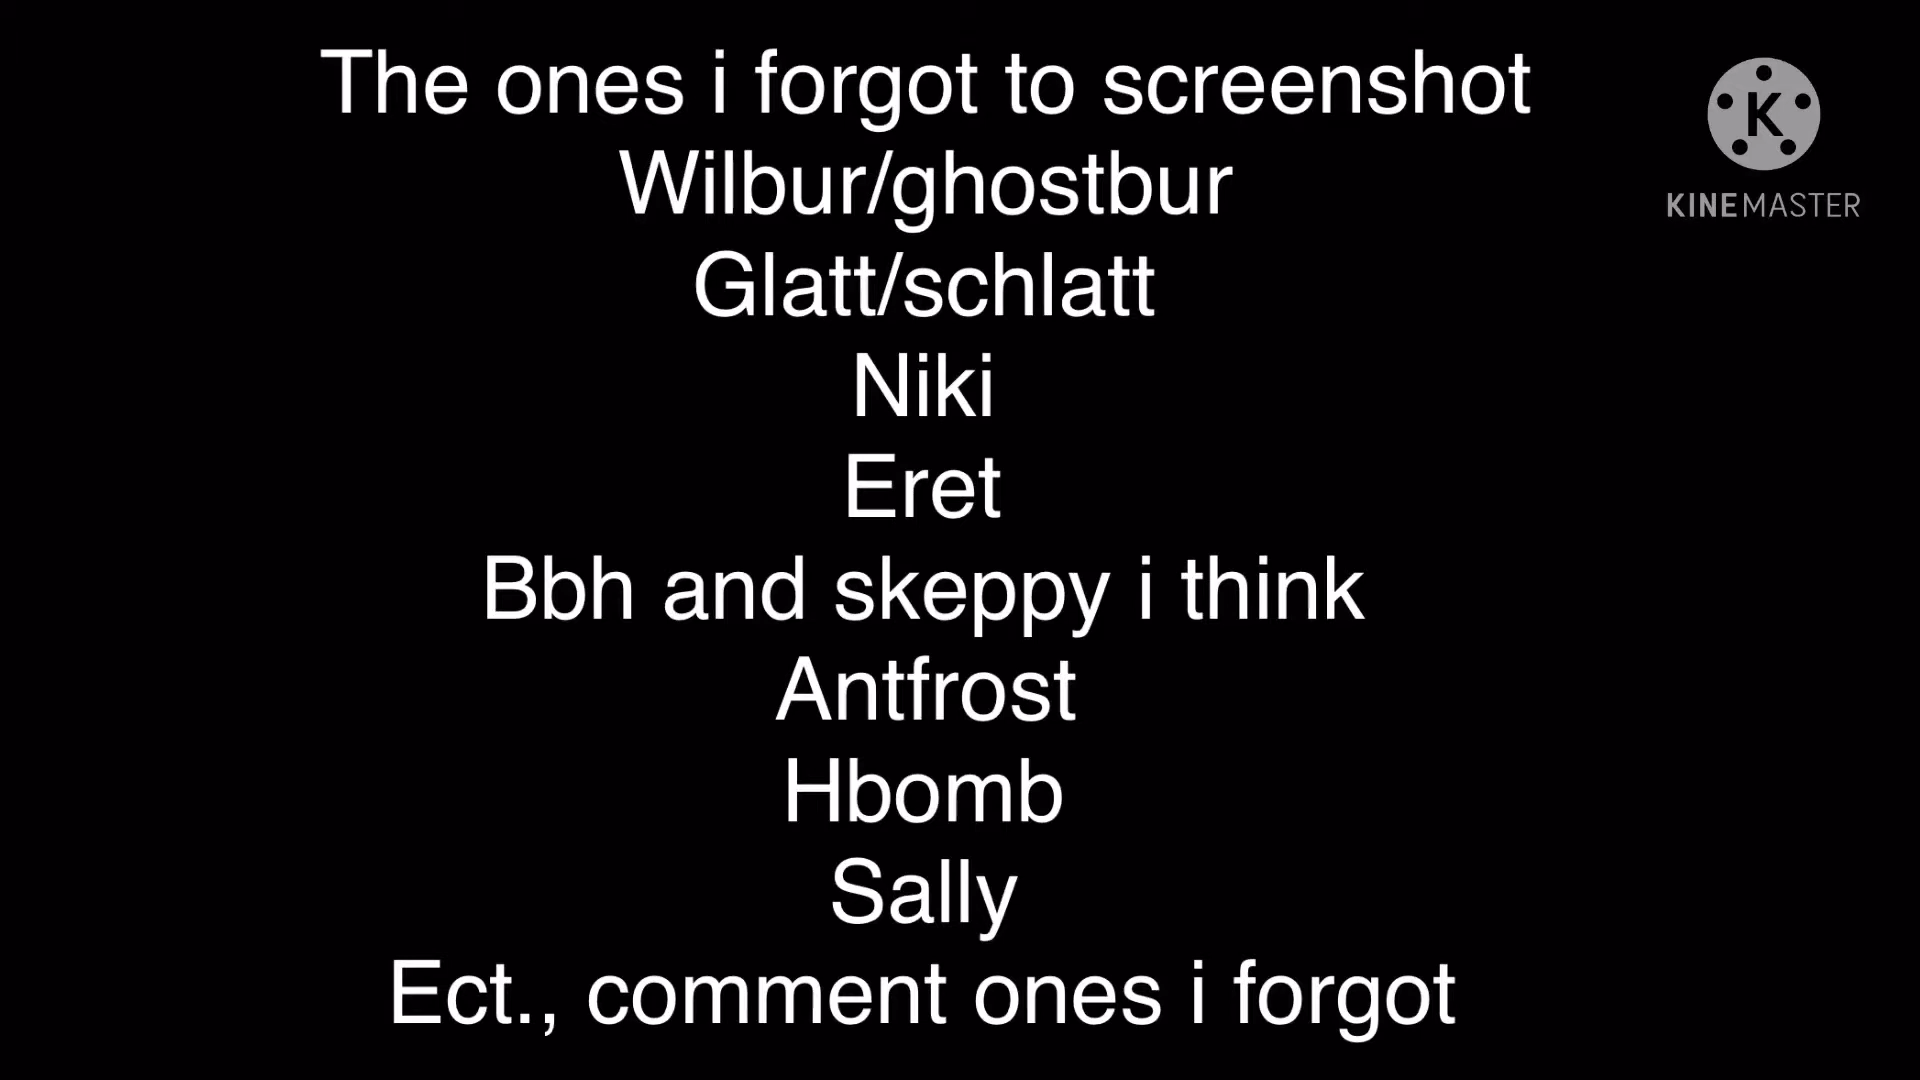 The ones i forgot to screenshot
Wilbur/ghostbur
Glatt/schlatt
Niki
Eret
Bbh and skeppy i think
Antfrost
Hbomb
Sally
Ect., comment ones i forgot
K
KINEMASTER